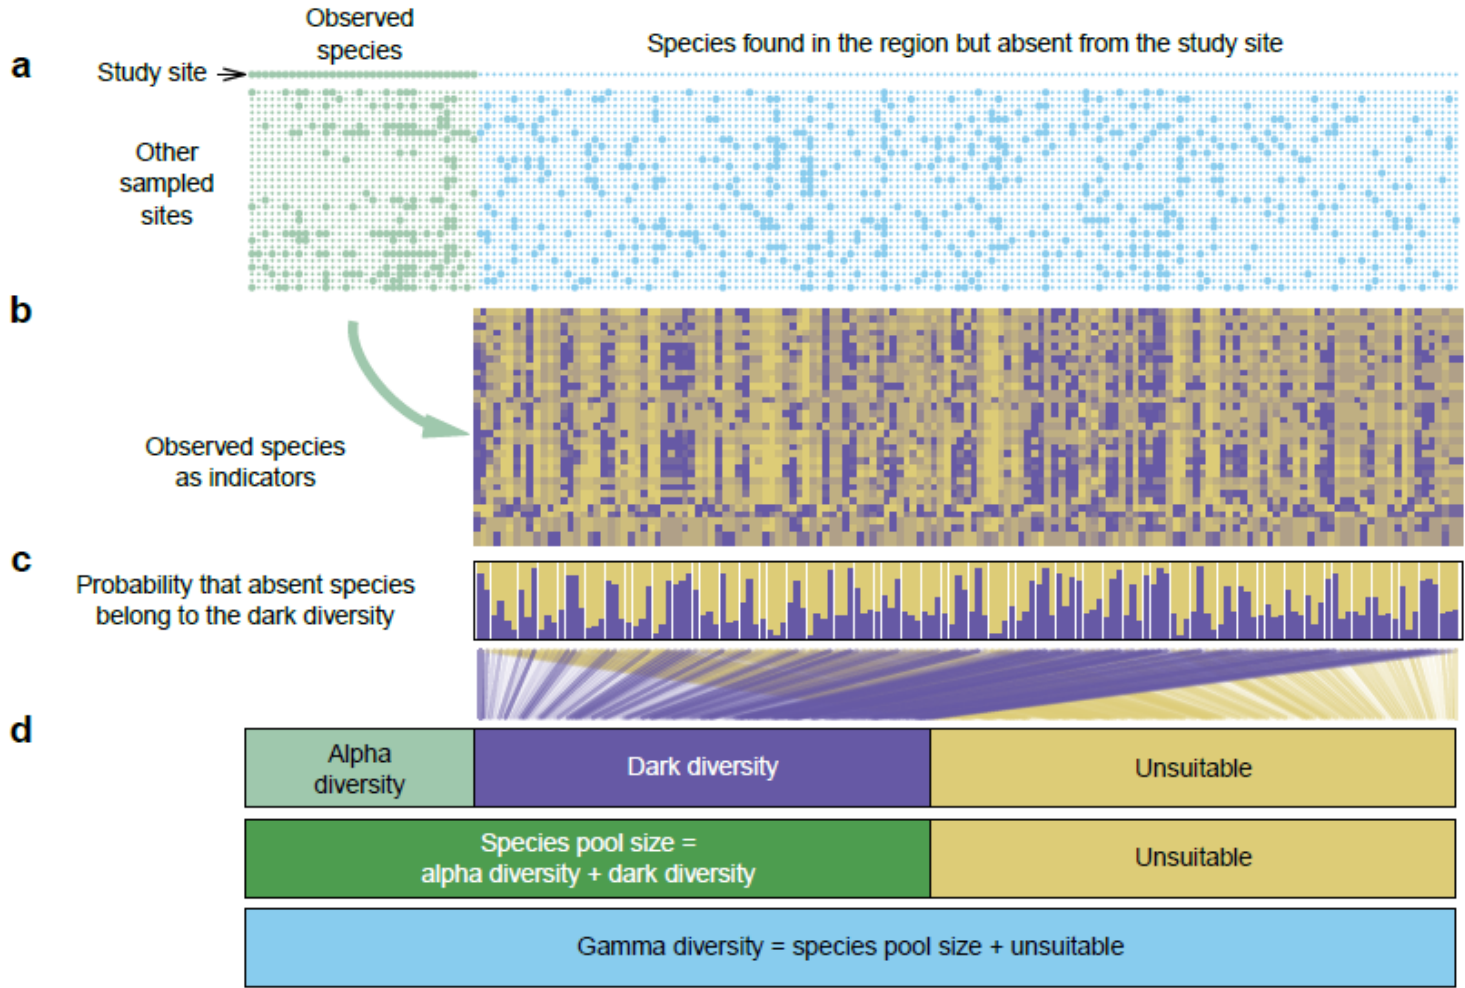 Observed
species
Species found in the region but absent from the study site
a
Study site
Other
sampled
sites
b
Observed species
as indicators
c
Probability that absent species
belong to the dark diversity
d
Alpha
diversity
Dark diversity
Unsuitable
Species pool size =
alpha diversity + dark diversity
Unsuitable
Gamma diversity = species pool size + unsuitable